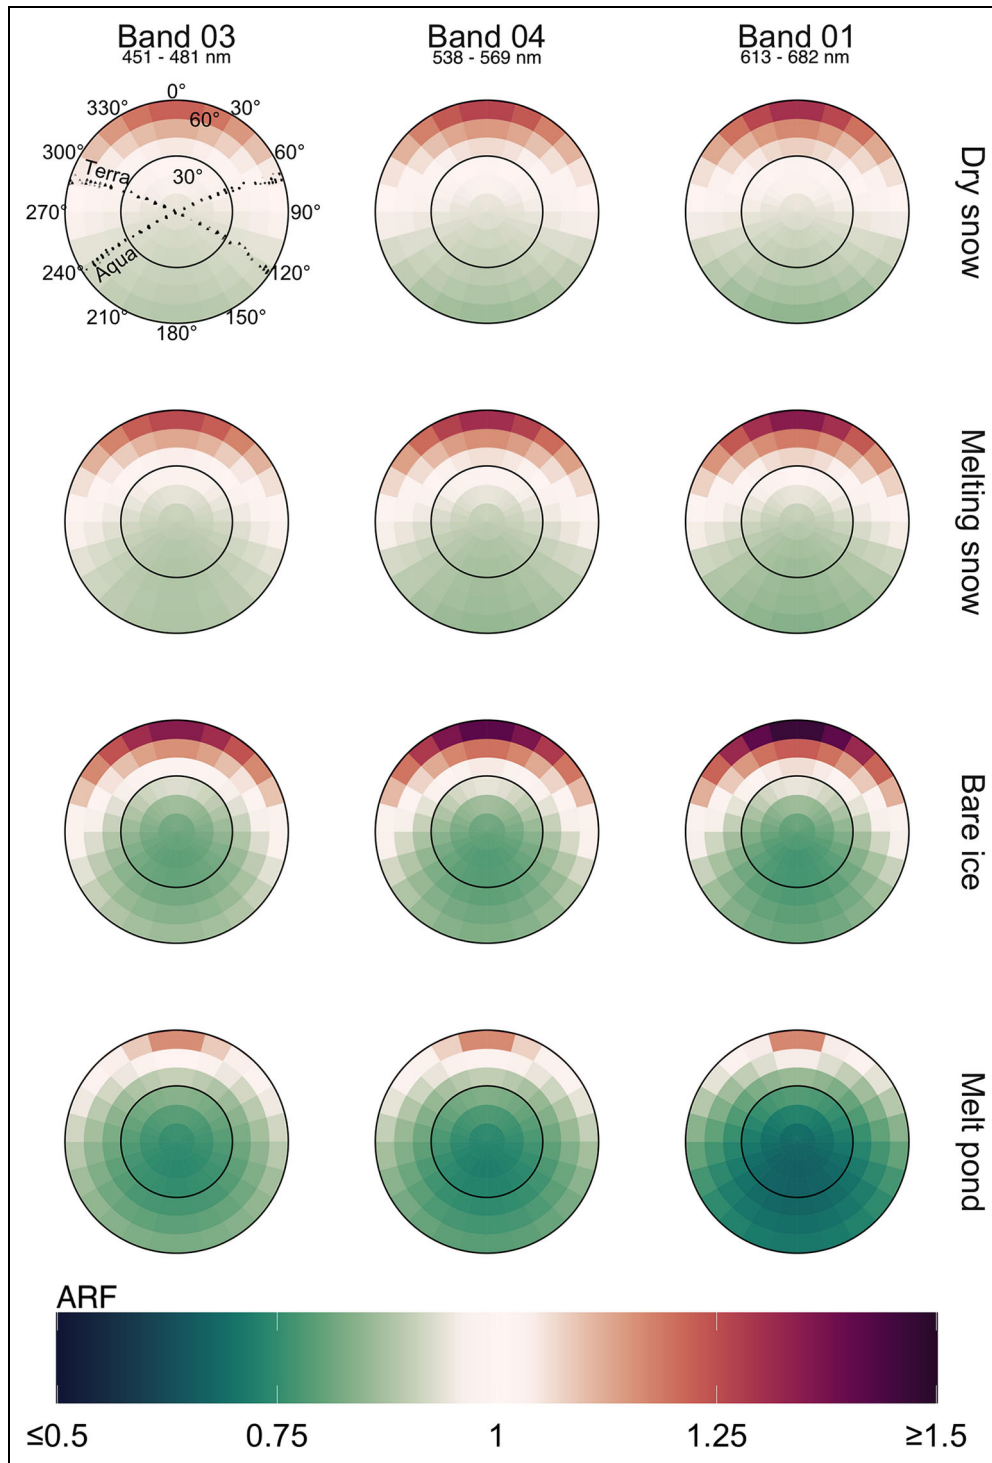 Band 03 Band 04 Band 01
451 - 481 nm 538 - 569 nm 613 - 682 nm
0°
330° 30°
60°
300° 60°
Terra
30°
270° 90°
Aqua
240° 120°
210° 150°
180°
Dry snow
Melting snow
Bare ice
Melt pond
ARF
≤0.5 0.75 1 1.25 ≥1.5